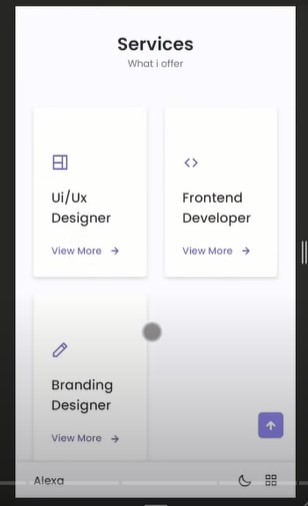 Services
What i offer
Ui/Ux
Designer
View More
Frontend
Developer
View More
Branding
Designer
View More
Alexa